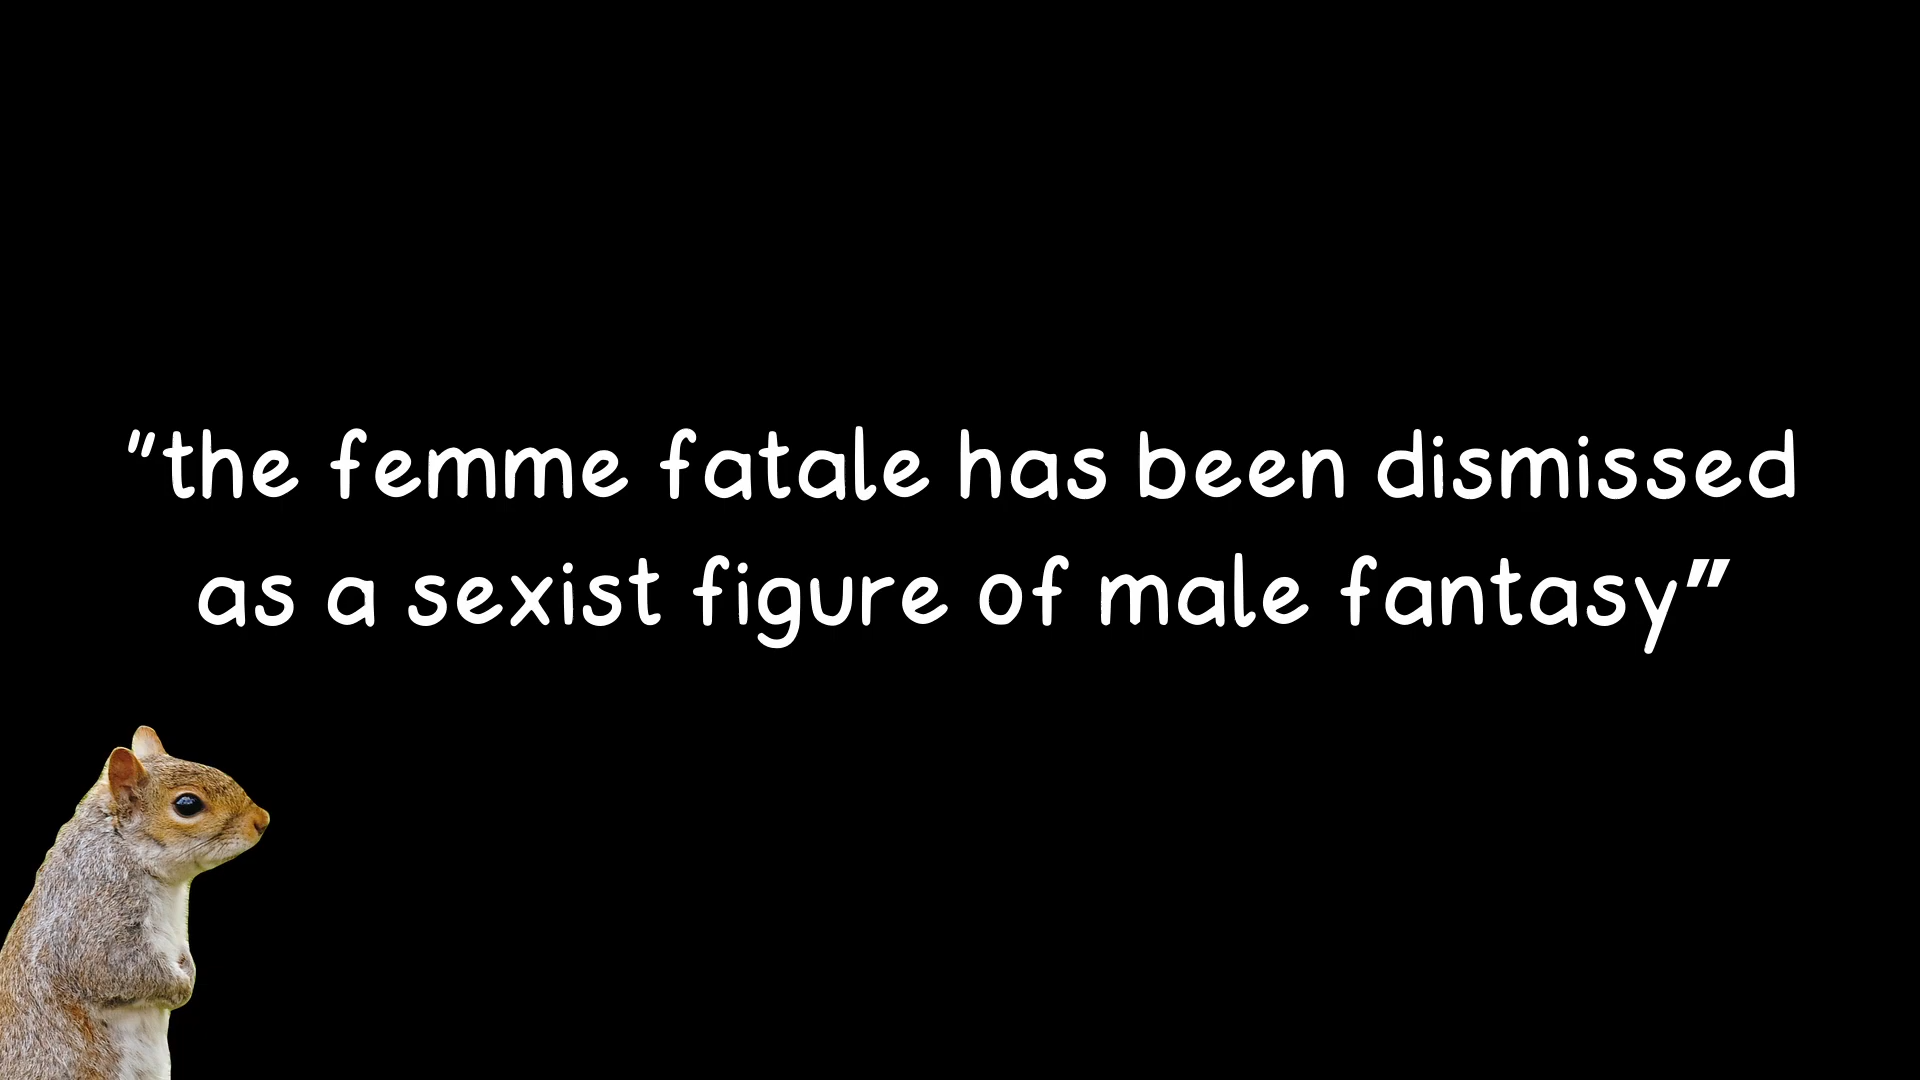 "the femme fatale has been dismissed
as a sexist figure of male fantasy"